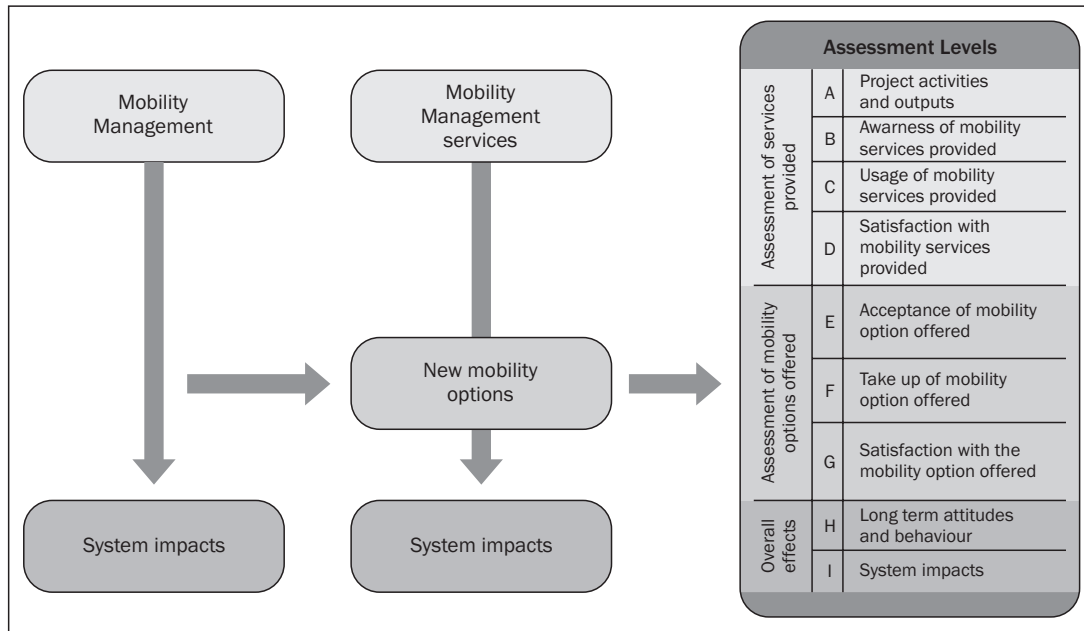 Mobility
Management
System impacts
Mobility
Management
services
New mobility
options
System impacts
Assessment Levels
Assessment of services
provided
A
Project activities
and outputs
B
Awarness of mobility
services provided
C
Usage of mobility
services provided
D
Satisfaction with
mobility services
provided
Assessment of mobility
options offered
E
Acceptance of mobility
option offered
F
Take up of mobility
option offered
G
Satisfaction with the
mobility option offered
Overall
effects
H
Long term attitudes
and behaviour
I
System impacts